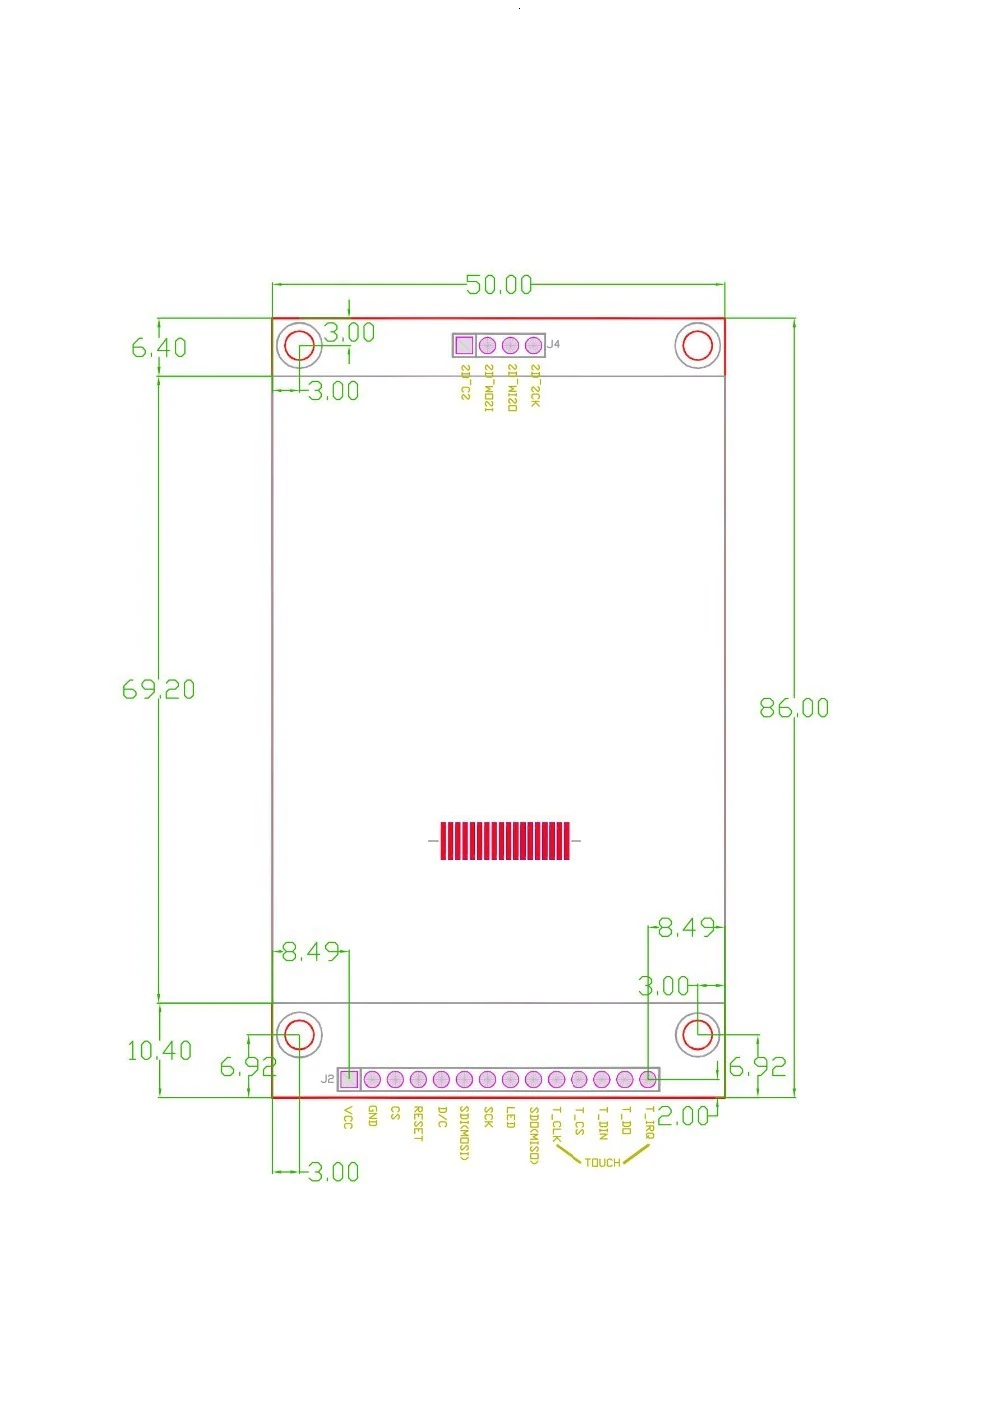 50.00
3.00
6.40
J4
3.00
SD_CS
SD_MOSI
SD_MISO
SD_SCK
69.20
86.00
8.49
8.49
3.00
10.40
6.92
6.92
J2
2.00
VCC
GND
CS
RESET
D/C
SDI(MOSI)
SCK
LED
SDO(MISO)
T_CLK
T_CS
T_DIN
T_DO
T_IRQ
TOUCH
3.00